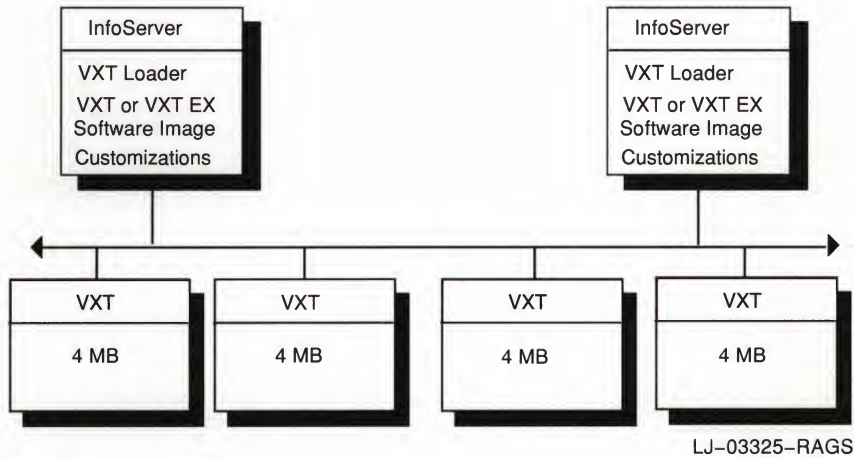 InfoServer
VXT Loader
VXT or VXT EX
Software Image
Customizations
InfoServer
VXT Loader
VXT or VXT EX
Software Image
Customizations
VXT
4 MB
VXT
4 MB
VXT
4 MB
VXT
4 MB
LJ-03325-RAGS